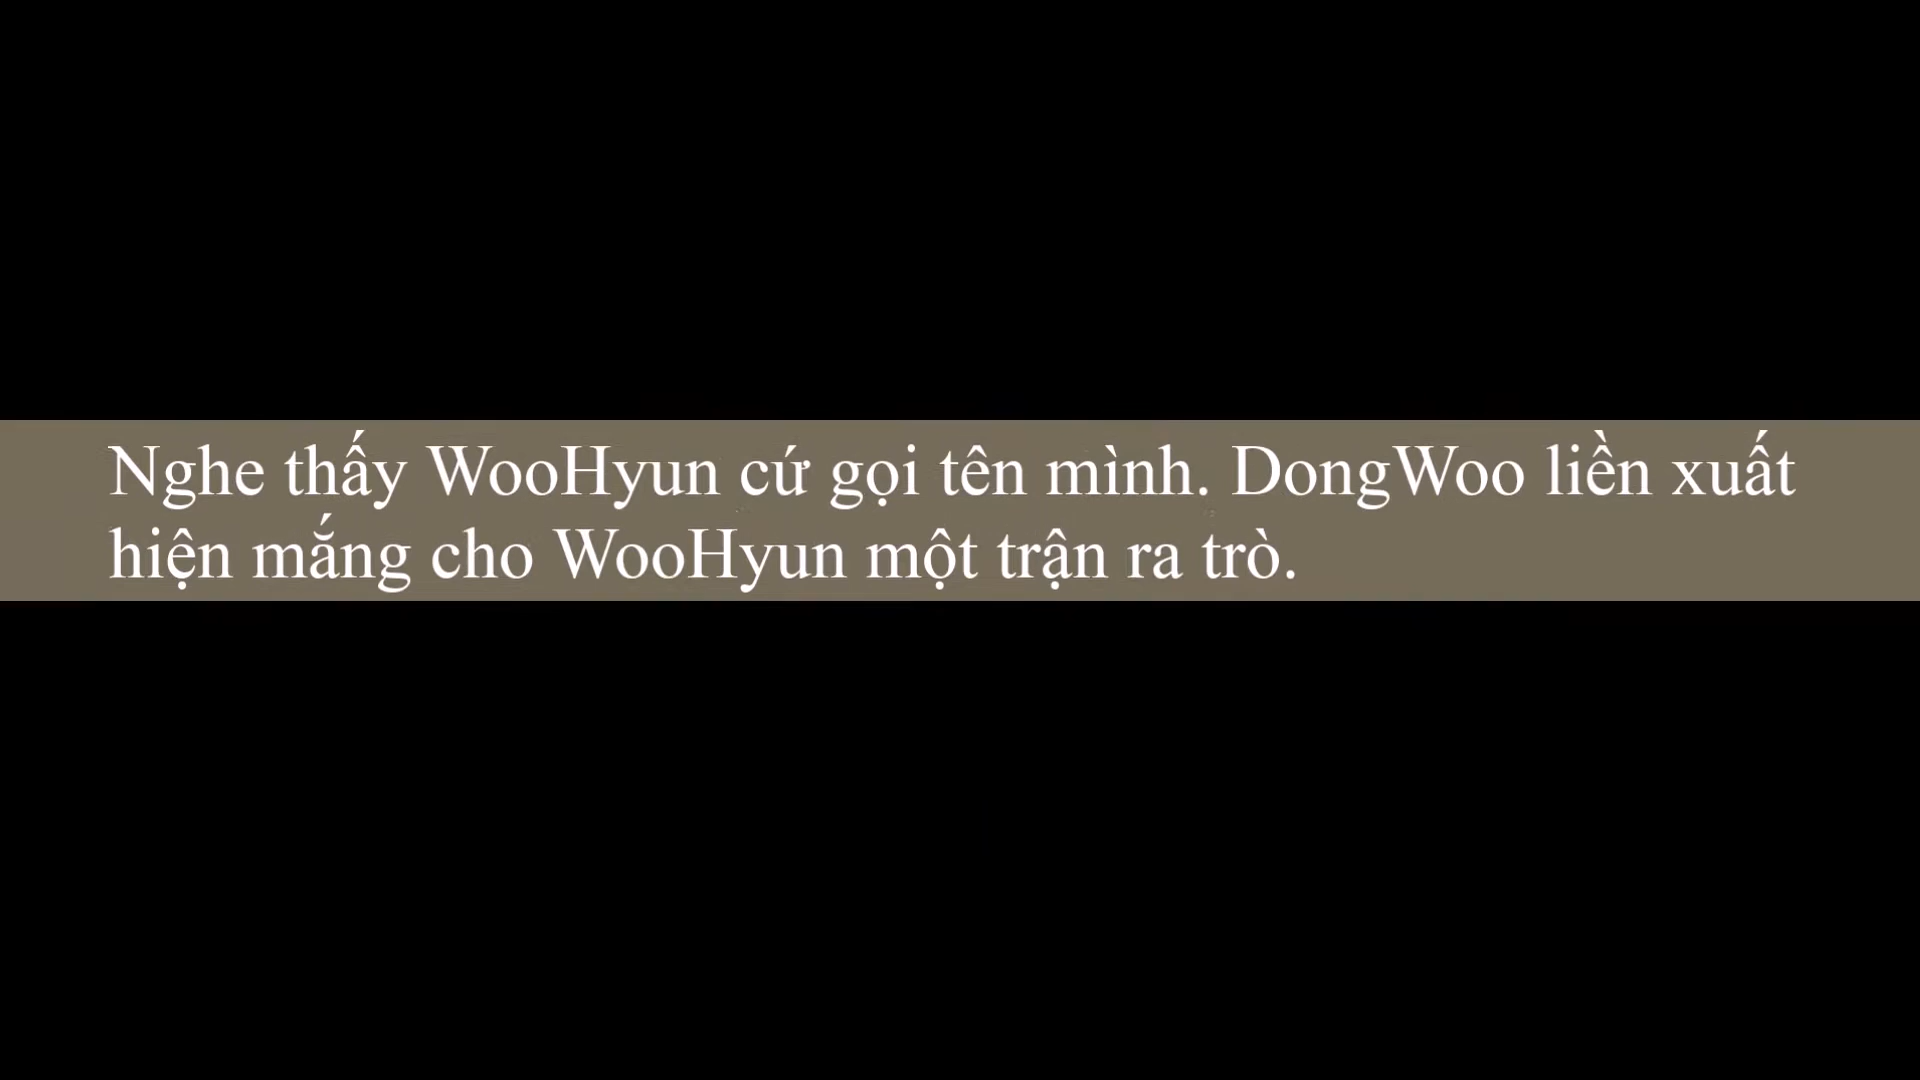 Nghe thấy WooHyun cứ gọi tên mình. DongWoo liền xuất
hiện mắng cho WooHyun một trận ra trò.